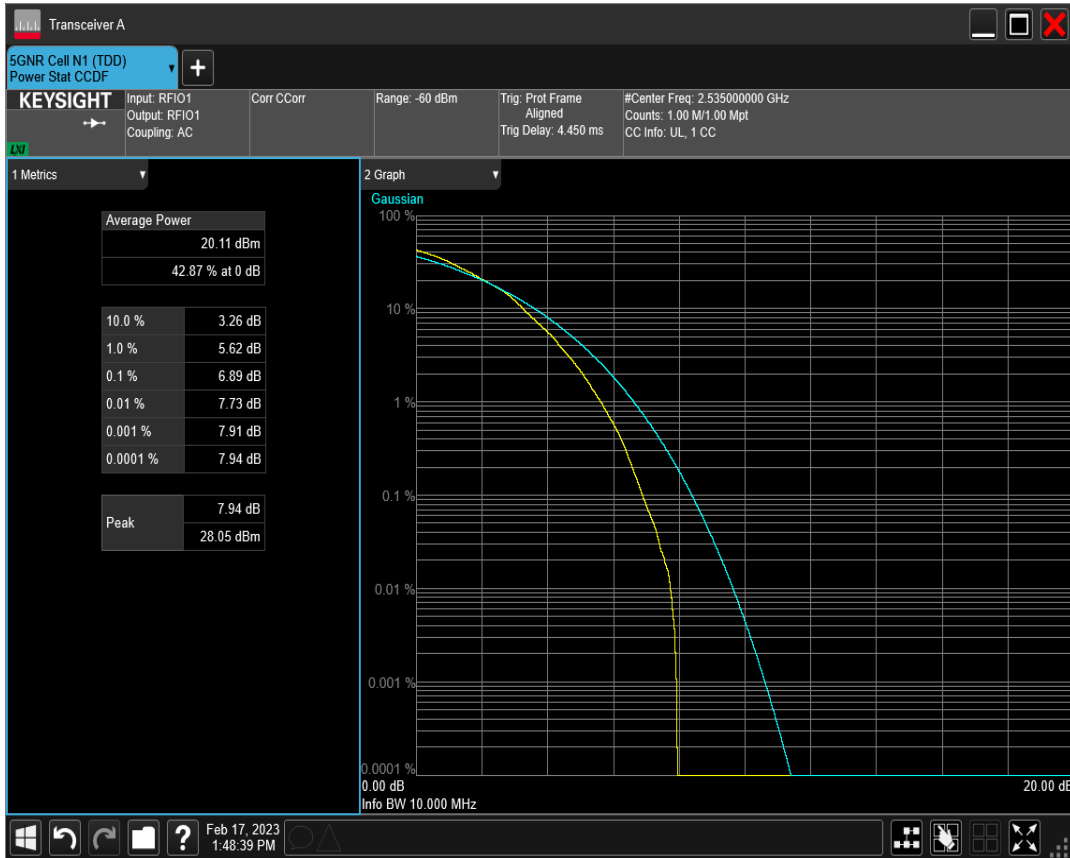 Transceiver A
5GNR Cell N1 (TDD)
Power Stat CCDF
+
KEYSIGHT
LXI
Input: RFIO1
Output: RFIO1
Coupling: AC
Corr CCorr
Range: -60 dBm
Trig: Prot Frame
Aligned
Trig Delay: 4.450 ms
#Center Freq: 2.535000000 GHz
Counts: 1.00 M/1.00 Mpt
CC Info: UL, 1 CC
1 Metrics
Average Power
20.11 dBm
42.87 % at 0 dB
10.0 % 3.26 dB
1.0 % 5.62 dB
0.1 % 6.89 dB
0.01 % 7.73 dB
0.001 % 7.91 dB
0.0001 % 7.94 dB
Peak
7.94 dB
28.05 dBm
2 Graph
Gaussian
100 %
10 %
1 %
0.1 %
0.01 %
0.001 %
0.0001 %
0.00 dB
20.00 dB
Info BW 10.000 MHz
?
Feb 17, 2023
1:48:39 PM